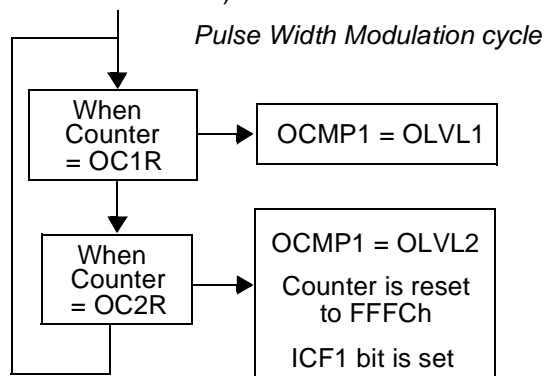 Pulse Width Modulation cycle
When
Counter
= OC1R
OCMP1 = OLVL1
When
Counter
= OC2R
OCMP1 = OLVL2
Counter is reset
to FFFCh
ICF1 bit is set